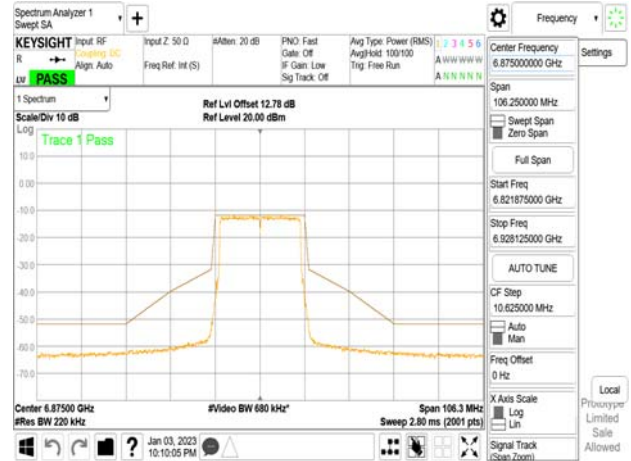 Spectrum Analyzer 1
Swept SA
+
Frequency
KEYSIGHT
R
LXI
PASS
Input: RF
Coupling: DC
Align: Auto
Input Z: 50 Ω
Freq Ref: Int (S)
#Atten: 20 dB
PNO: Fast
Gate: Off
IF Gain: Low
Sig Track: Off
Avg Type: Power (RMS)
Avg|Hold: 100/100
Trig: Free Run
1 2 3 4 5 6
A W W W W W
A N N N N N
1 Spectrum
Scale/Div 10 dB
Ref Lvl Offset 12.78 dB
Ref Level 20.00 dBm
Log
Trace 1 Pass
10.0
0.00
-10.0
-20.0
-30.0
-40.0
-50.0
-60.0
-70.0
Center 6.87500 GHz
#Res BW 220 kHz
#Video BW 680 kHz*
Span 106.3 MHz
Sweep 2.80 ms (2001 pts)
?
Jan 03, 2023
10:10:05 PM
Center Frequency
6.875000000 GHz
Settings
Span
106.250000 MHz
Swept Span
Zero Span
Full Span
Start Freq
6.821875000 GHz
Stop Freq
6.928125000 GHz
AUTO TUNE
CF Step
10.625000 MHz
Auto
Man
Freq Offset
0 Hz
X Axis Scale
Log
Lin
Signal Track
(Span Zoom)
Local
Prototype
Limited
Sale
Allowed